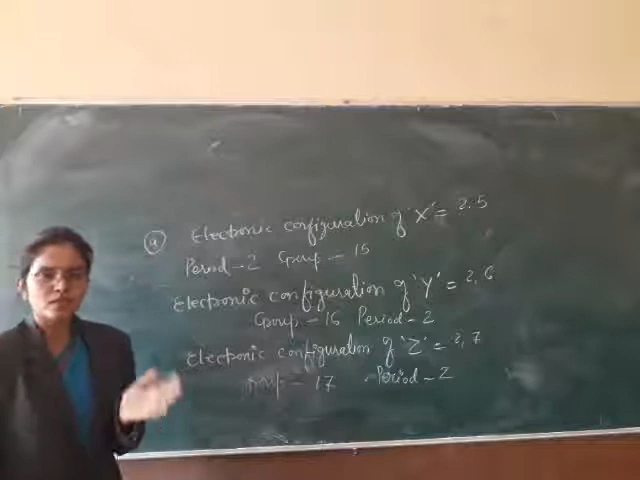 (a) Electronic configuration of 'X' = 2,5
Period - 2 Group - 15
Electronic configuration of 'Y' = 2,6
Group - 16 Period - 2
Electronic configuration of 'Z' = 2,7
Group - 17 Period - 2